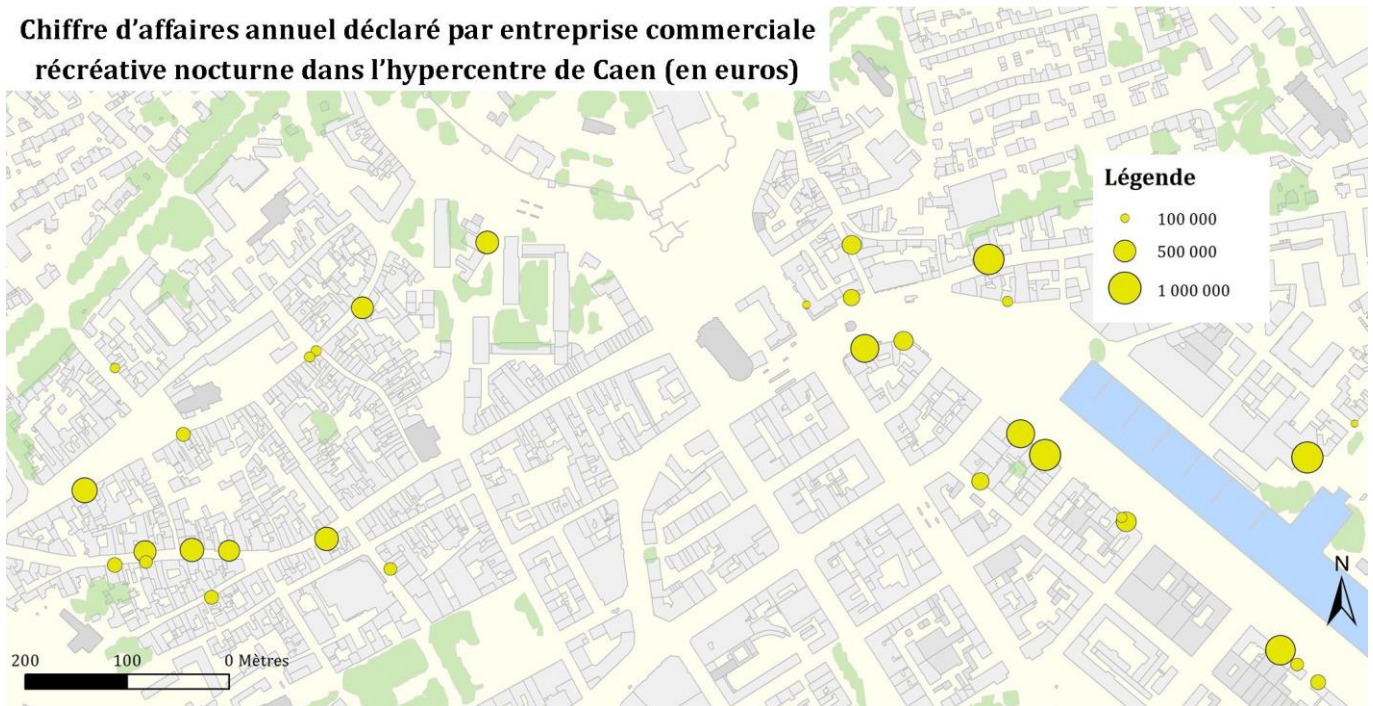 Chiffre d’affaires annuel déclaré par entreprise commerciale
récréative nocturne dans l’hypercentre de Caen (en euros)
Légende
100 000
500 000
1 000 000
N
200 100 0 Mètres